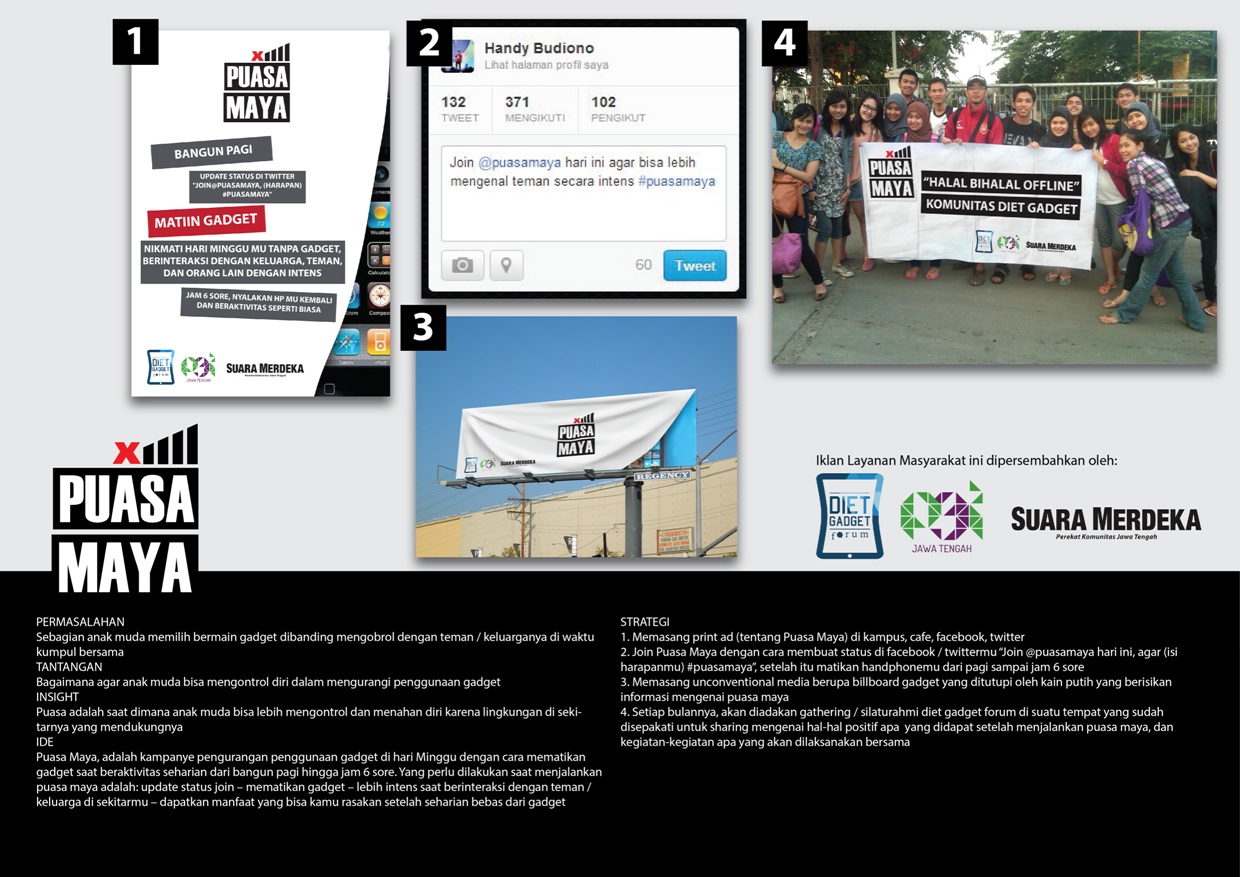 1
X
PUASA
MAYA
BANGUN PAGI
UPDATE STATUS DI TWITTER
"JOIN@PUASAMAYA, (HARAPAN)
#PUASAMAYA"
MATIIN GADGET
NIKMATI HARI MINGGU MU TANPA GADGET,
BERINTERAKSI DENGAN KELUARGA, TEMAN,
DAN ORANG LAIN DENGAN INTENS
JAM 6 SORE, NYALAKAN HP MU KEMBALI
DAN BERAKTIVITAS SEPERTI BIASA
DIET
GADGET
forum
JAWA TENGAH
SUARA MERDEKA
Perekat Komunitas Jawa Tengah
2
Handy Budiono
Lihat halaman profil saya
132 371 102
TWEET MENGIKUTI PENGIKUT
Join @puasamaya hari ini agar bisa lebih
mengenal teman secara intens #puasamaya
60 Tweet
3
X
PUASA
MAYA
SUARA MERDEKA
REGENCY
4
PUASA
MAYA
"HALAL BIHALAL OFFLINE"
KOMUNITAS DIET GADGET
SUARA MERDEKA
X
PUASA
MAYA
Iklan Layanan Masyarakat ini dipersembahkan oleh:
DIET
GADGET
forum
JAWA TENGAH
SUARA MERDEKA
Perekat Komunitas Jawa Tengah
PERMASALAHAN
Sebagian anak muda memilih bermain gadget dibanding mengobrol dengan teman / keluarganya di waktu
kumpul bersama
TANTANGAN
Bagaimana agar anak muda bisa mengontrol diri dalam mengurangi penggunaan gadget
INSIGHT
Puasa adalah saat dimana anak muda bisa lebih mengontrol dan menahan diri karena lingkungan di seki-
tarnya yang mendukungnya
IDE
Puasa Maya, adalah kampanye pengurangan penggunaan gadget di hari Minggu dengan cara mematikan
gadget saat beraktivitas seharian dari bangun pagi hingga jam 6 sore. Yang perlu dilakukan saat menjalankan
puasa maya adalah: update status join – mematikan gadget – lebih intens saat berinteraksi dengan teman /
keluarga di sekitarmu – dapatkan manfaat yang bisa kamu rasakan setelah seharian bebas dari gadget
STRATEGI
1. Memasang print ad (tentang Puasa Maya) di kampus, cafe, facebook, twitter
2. Join Puasa Maya dengan cara membuat status di facebook / twittermu "Join @puasamaya hari ini, agar (isi
harapanmu) #puasamaya", setelah itu matikan handphonemu dari pagi sampai jam 6 sore
3. Memasang unconventional media berupa billboard gadget yang ditutupi oleh kain putih yang berisikan
informasi mengenai puasa maya
4. Setiap bulannya, akan diadakan gathering / silaturahmi diet gadget forum di suatu tempat yang sudah
disepakati untuk sharing mengenai hal-hal positif apa  yang didapat setelah menjalankan puasa maya, dan
kegiatan-kegiatan apa yang akan dilaksanakan bersama